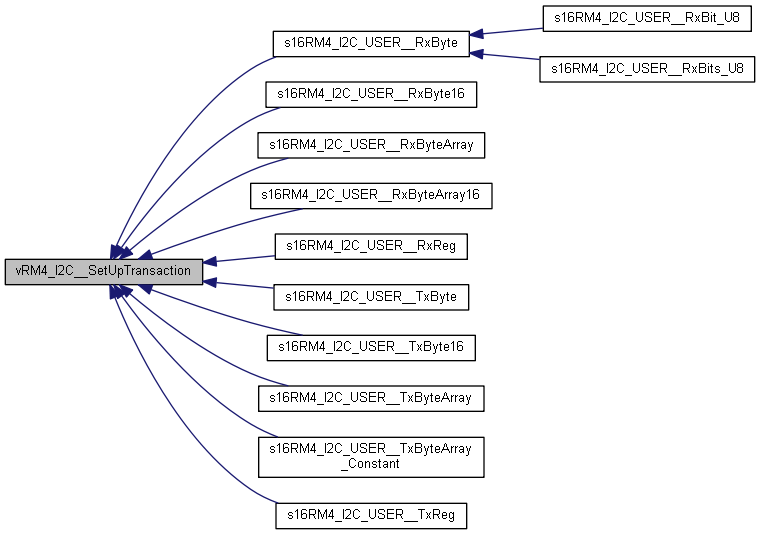 s16RM4_I2C_USER__RxBit_U8
s16RM4_I2C_USER__RxByte
s16RM4_I2C_USER__RxBits_U8
s16RM4_I2C_USER__RxByte16
s16RM4_I2C_USER__RxByteArray
s16RM4_I2C_USER__RxByteArray16
s16RM4_I2C_USER__RxReg
vRM4_I2C__SetUpTransaction
s16RM4_I2C_USER__TxByte
s16RM4_I2C_USER__TxByte16
s16RM4_I2C_USER__TxByteArray
s16RM4_I2C_USER__TxByteArray
_Constant
s16RM4_I2C_USER__TxReg